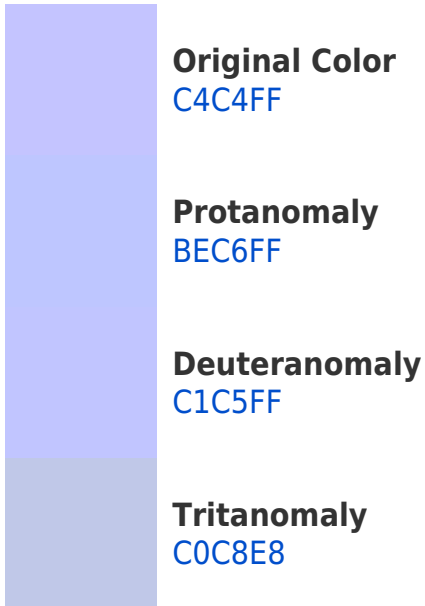 Original Color
C4C4FF
Protanomaly
BEC6FF
Deuteranomaly
C1C5FF
Tritanomaly
C0C8E8